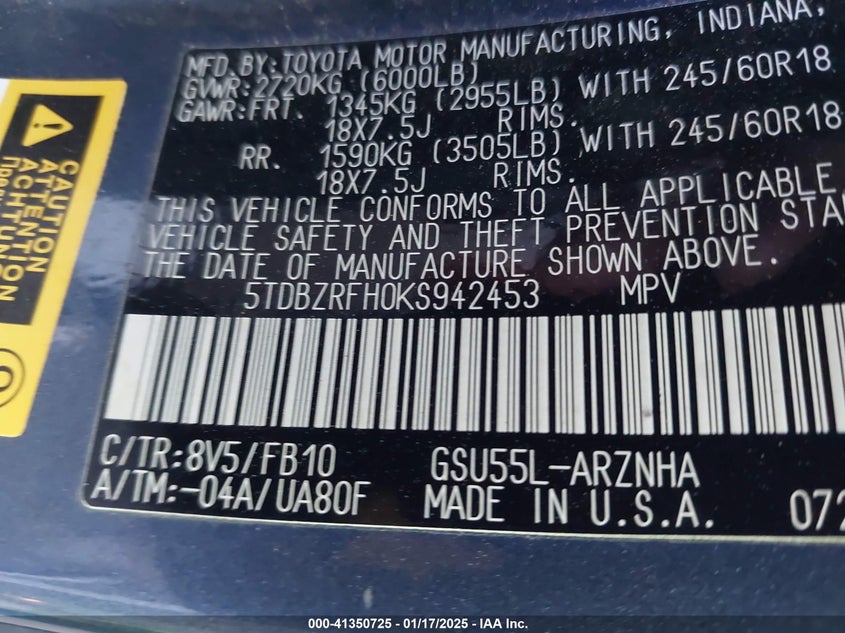 MFD.BY:TOYOTA MOTOR MANUFACTURING, INDIANA,
GVWR:2720KG (6000LB)
GAWR:FRT. 1345KG (2955LB) WITH 245/60R18
18X7.5J RIMS.
RR. 1590KG (3505LB) WITH 245/60R18
18X7.5J RIMS.
THIS VEHICLE CONFORMS TO ALL APPLICABLE
VEHICLE SAFETY AND THEFT PREVENTION STA
THE DATE OF MANUFACTURE SHOWN ABOVE.
5TDBZRFH0KS942453 MPV
C/TR:8V5/FB10 GSU55L-ARZNHA
A/TM:-04A/UA80F MADE IN U.S.A. 072
CAUTION
ATTENTION
ACHTUNG
000-41350725 - 01/17/2025 - IAA Inc.